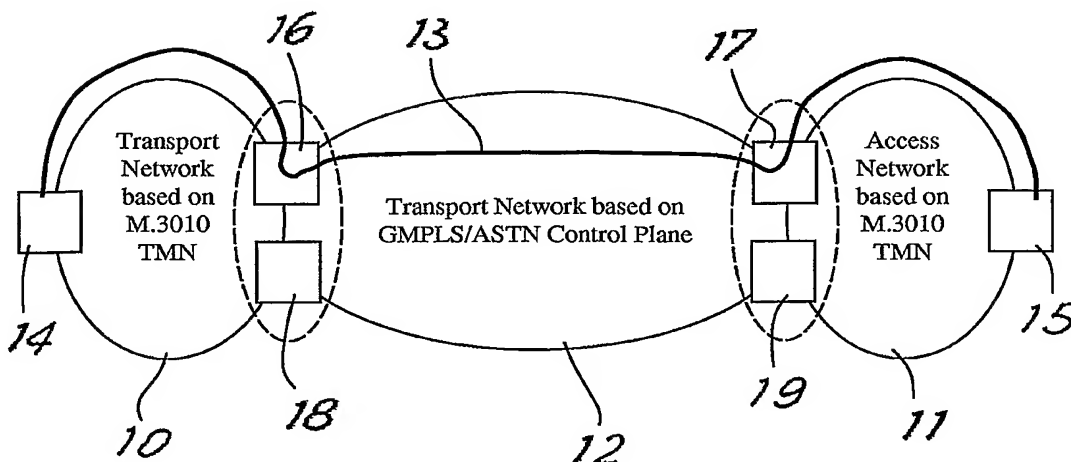 16
13
17
Transport
Network
based on
M.3010
TMN
Transport Network based on
GMPLS/ASTN Control Plane
Access
Network
based on
M.3010
TMN
14
15
10
18
12
19
11